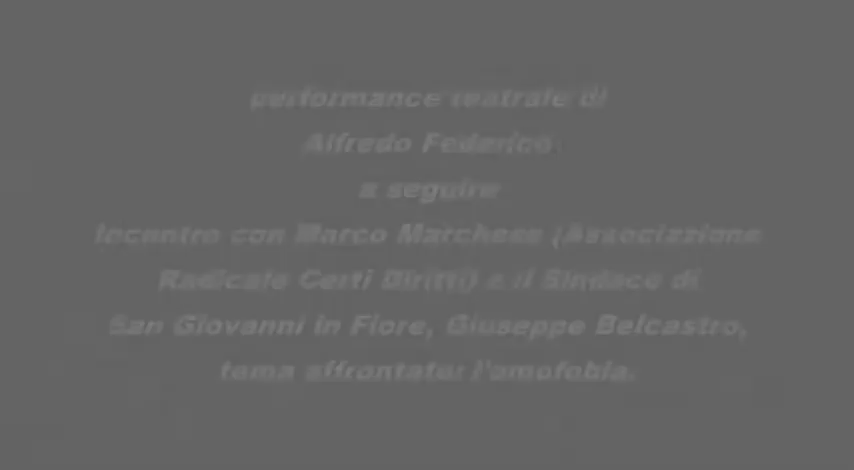 performance teatrale di
Alfredo Federico
a seguire
Incontro con Marco Marchese (Associazione
Radicale Certi Diritti) e il Sindaco di
San Giovanni in Fiore, Giuseppe Belcastro,
tema affrontato: l'omofobia.